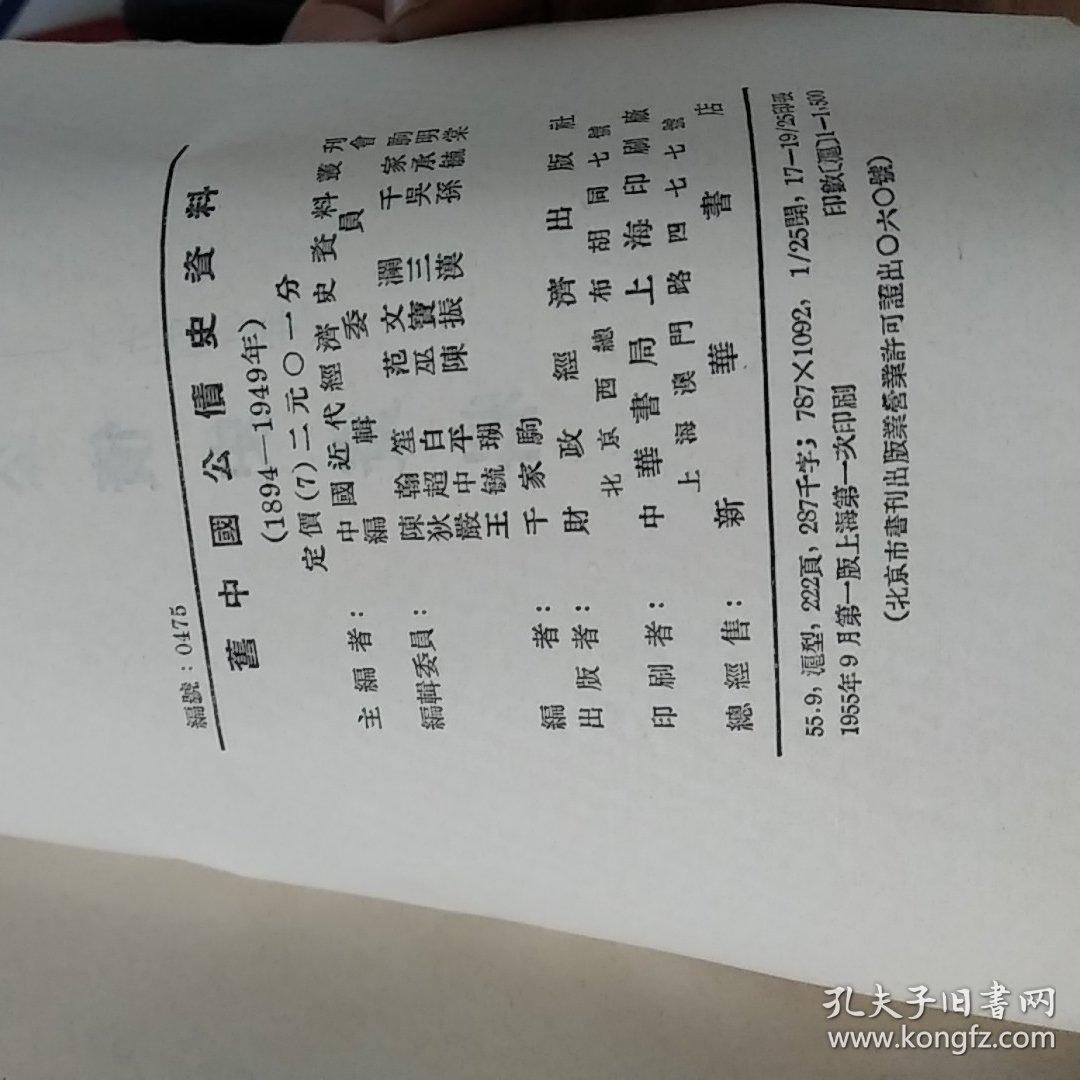 編號：0475
舊中國公債史資料
(1894—1949年)
定價(7)二元〇一分
主編者：中國近代經濟史資料叢刊
編輯委員會
編輯委員：陳翰笙 范文瀾 千家駒
狄超白 巫寶三 吳承明
嚴中平 陳振漢 孫毓棠
王毓瑚
編者：千家駒
出版者：財政經濟出版社
北京西總布胡同七號
印刷者：中華書局上海印刷廠
上海澳門路四七七號
總經售：新華書店
55.9，滬型，222頁，287千字；787×1092，1/25開，17—19/25印張
1955年9月第一版上海第一次印刷 印數〔滬〕1—1,500
(北京市書刊出版業營業許可證出〇六〇號)
孔夫子旧书网
www.kongfz.com